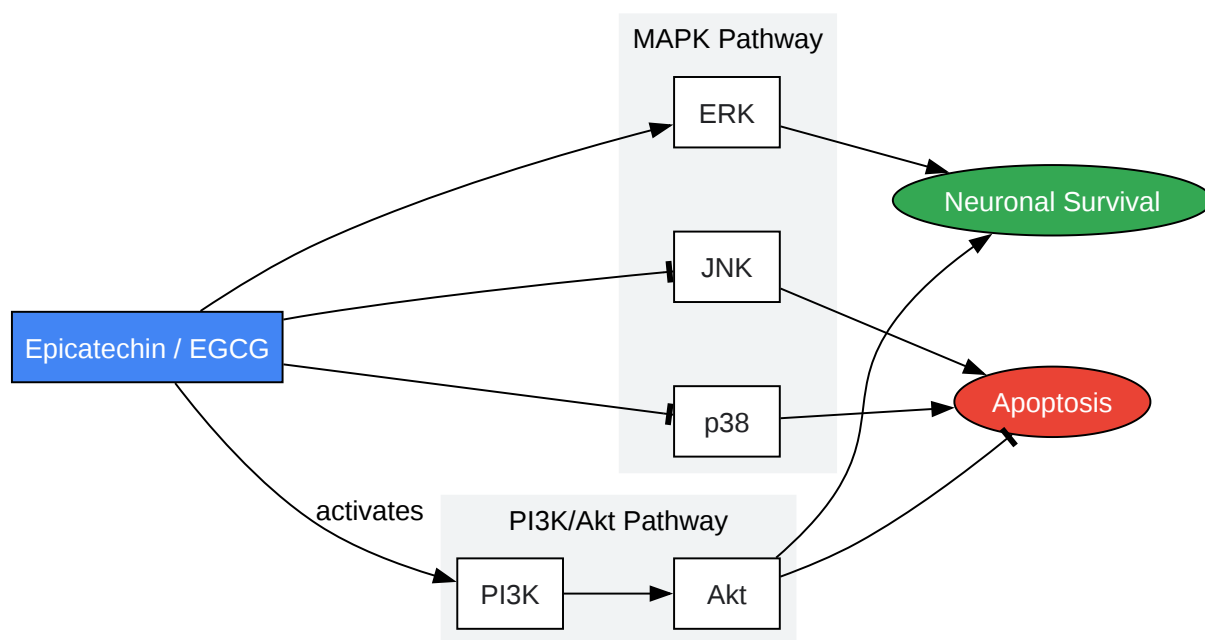 MAPK Pathway
ERK
Neuronal Survival
JNK
Epicatechin / EGCG
Apoptosis
p38
activates
PI3K/Akt Pathway
PI3K
Akt